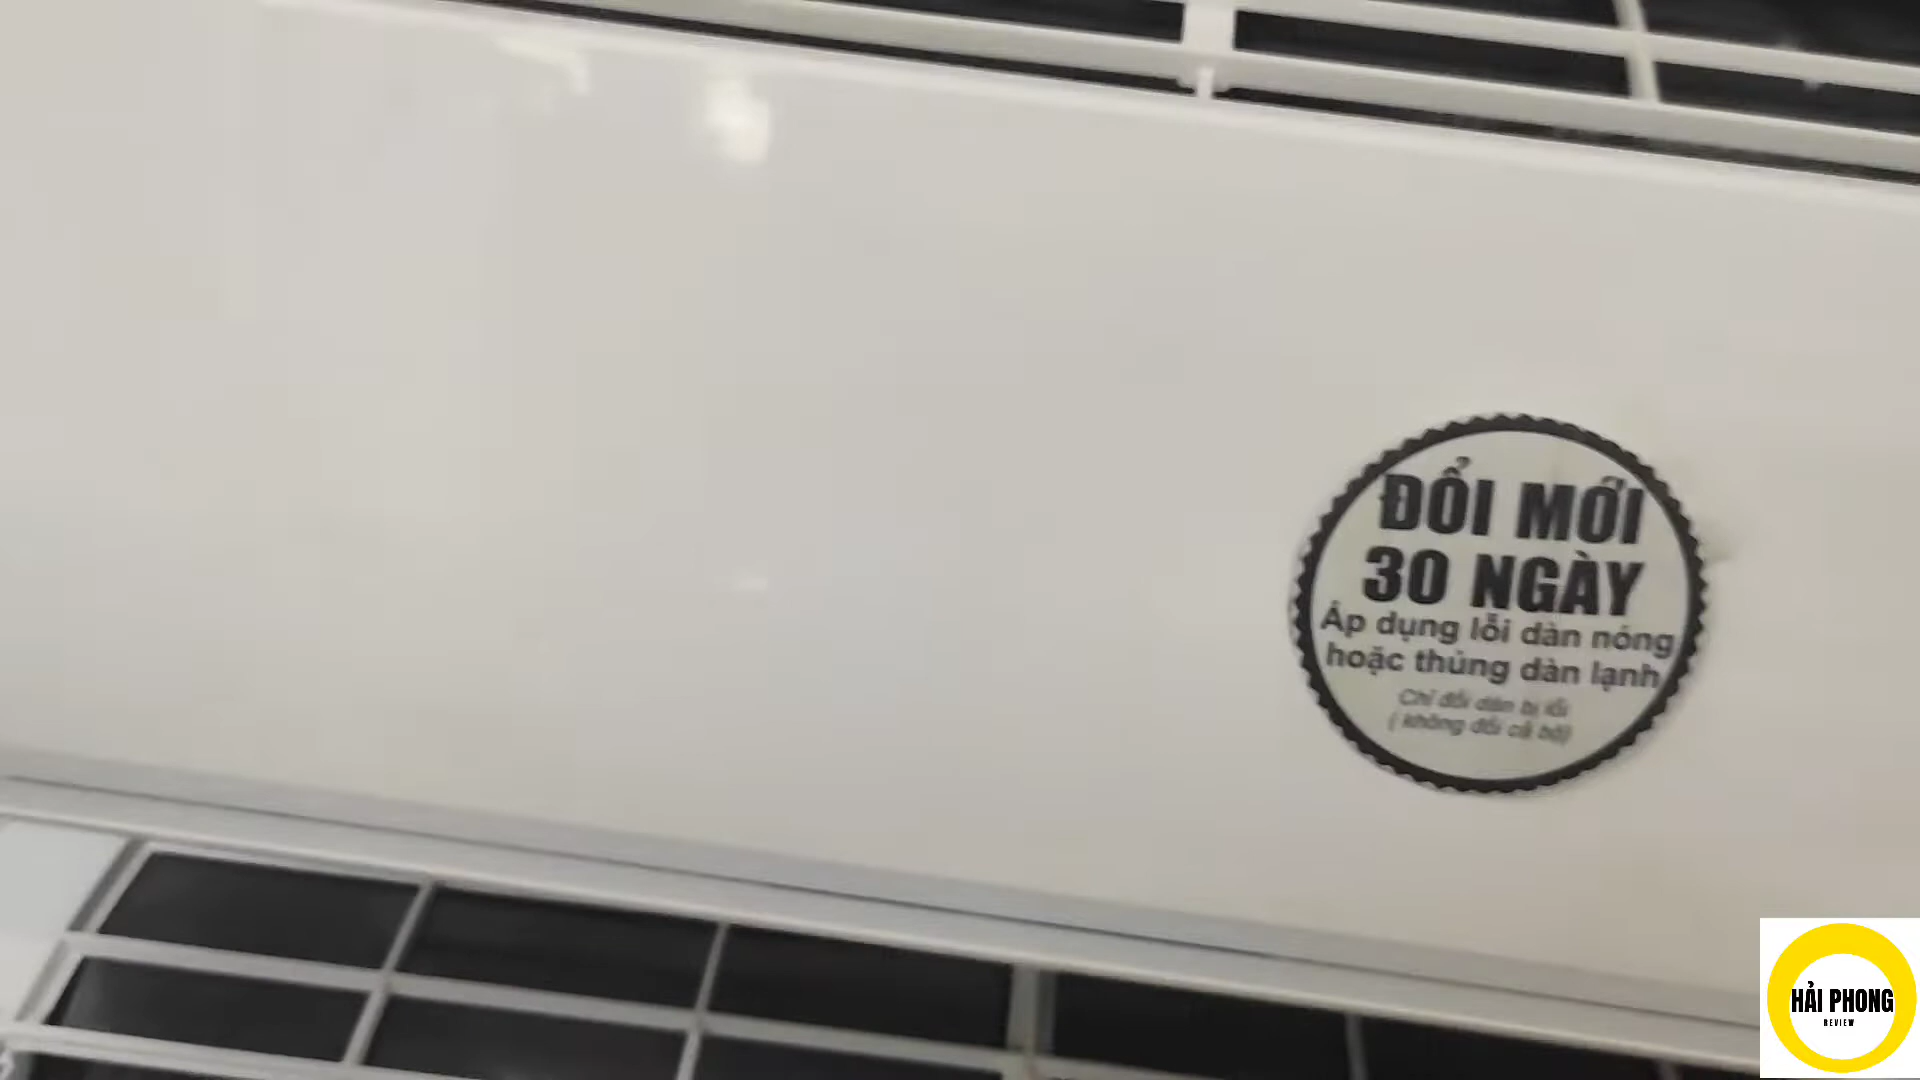 ĐỔI MỚI
30 NGÀY
Áp dụng lỗi dàn nóng
hoặc thủng dàn lạnh
Chỉ đổi dàn bị lỗi
( không đổi cả bộ)
HẢI PHONG
REVIEW